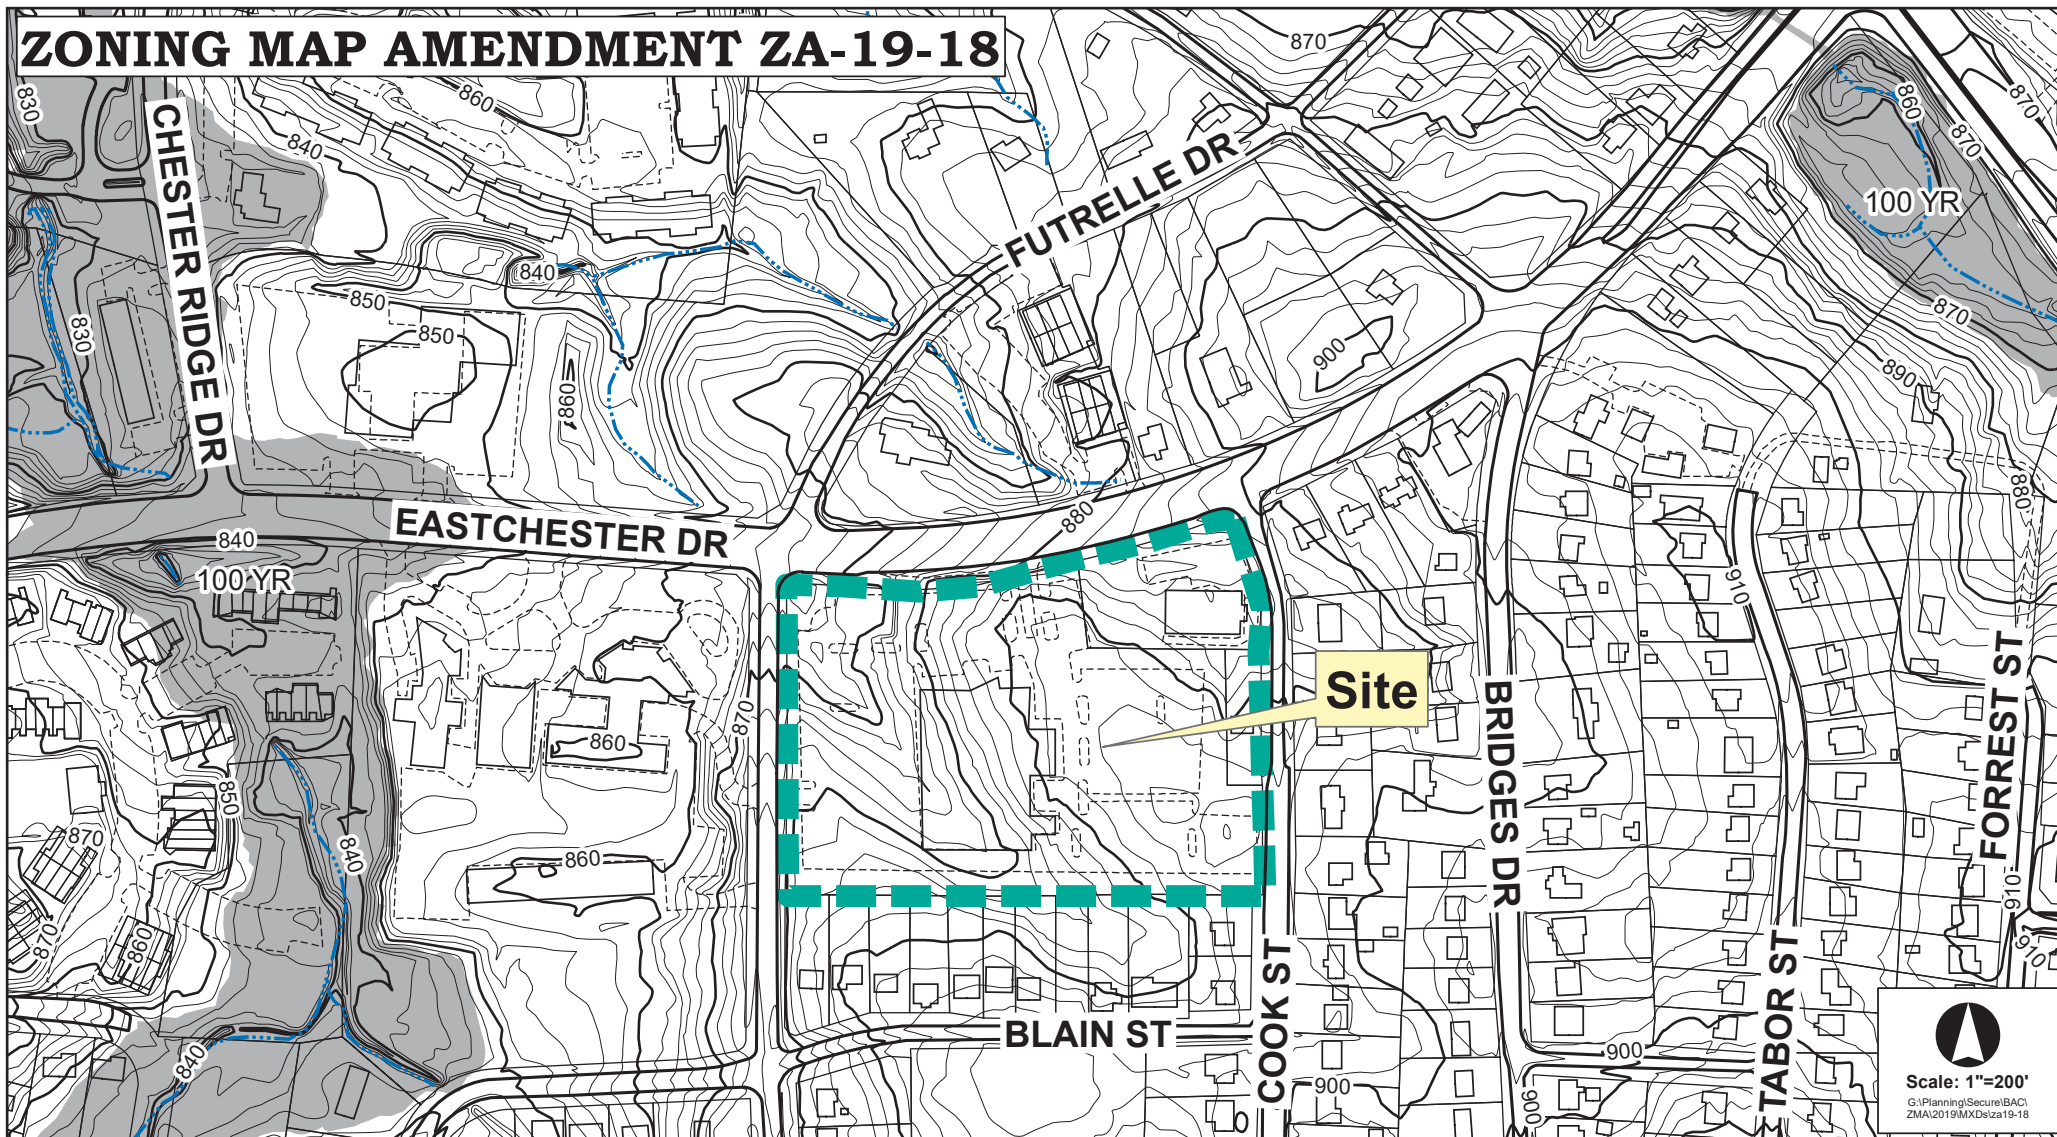 ZONING MAP AMENDMENT ZA-19-18
870
830
860
860
870
870
CHESTER RIDGE DR
840
870
FUTRELLE DR
100 YR
840
850
830
850
870
900
860
890
880
880
EASTCHESTER DR
840
100 YR
910
Site
870
860
BRIDGES DR
FORREST ST
850
870
840
860
910
870
860
910
COOK ST
TABOR ST
BLAIN ST
840
900
900
900
Scale: 1"=200'
G:\Planning\Secure\BAC\
ZMA\2019\MXDs\za19-18